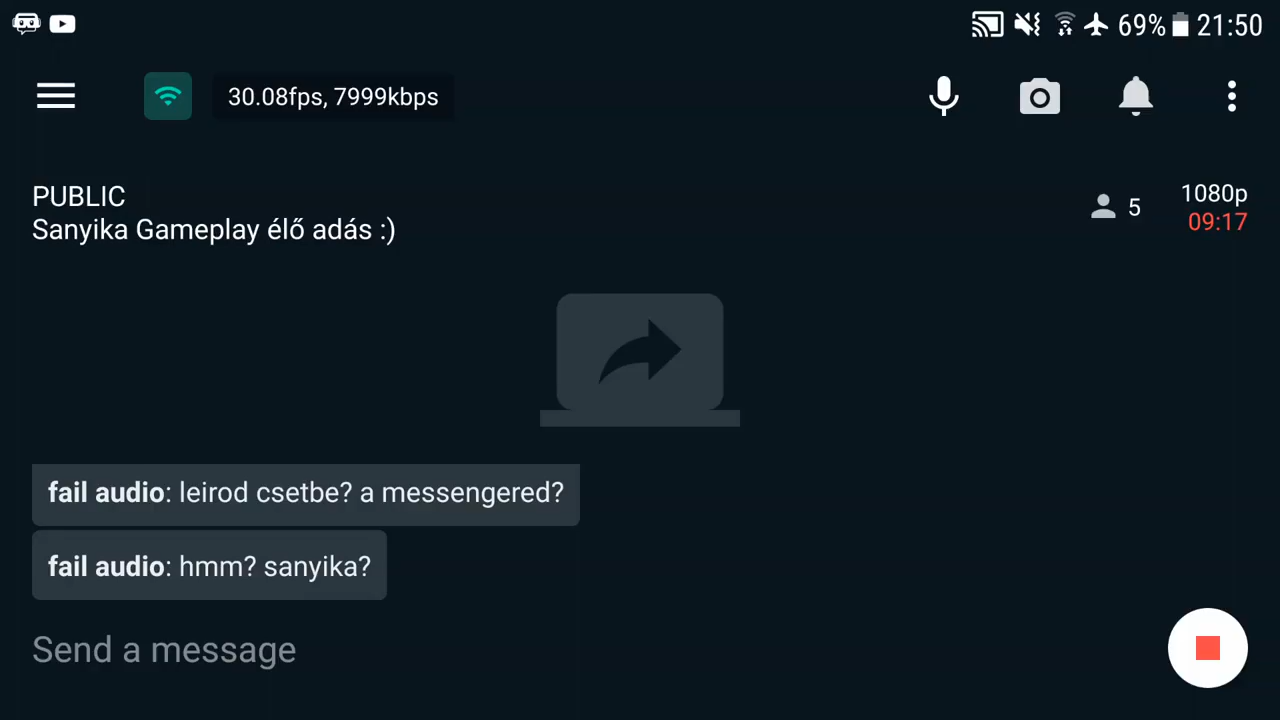 69% 21:50
30.08fps, 7999kbps
PUBLIC
Sanyika Gameplay élő adás :)
5
1080p
09:17
fail audio: leirod csetbe? a messengered?
fail audio: hmm? sanyika?
Send a message